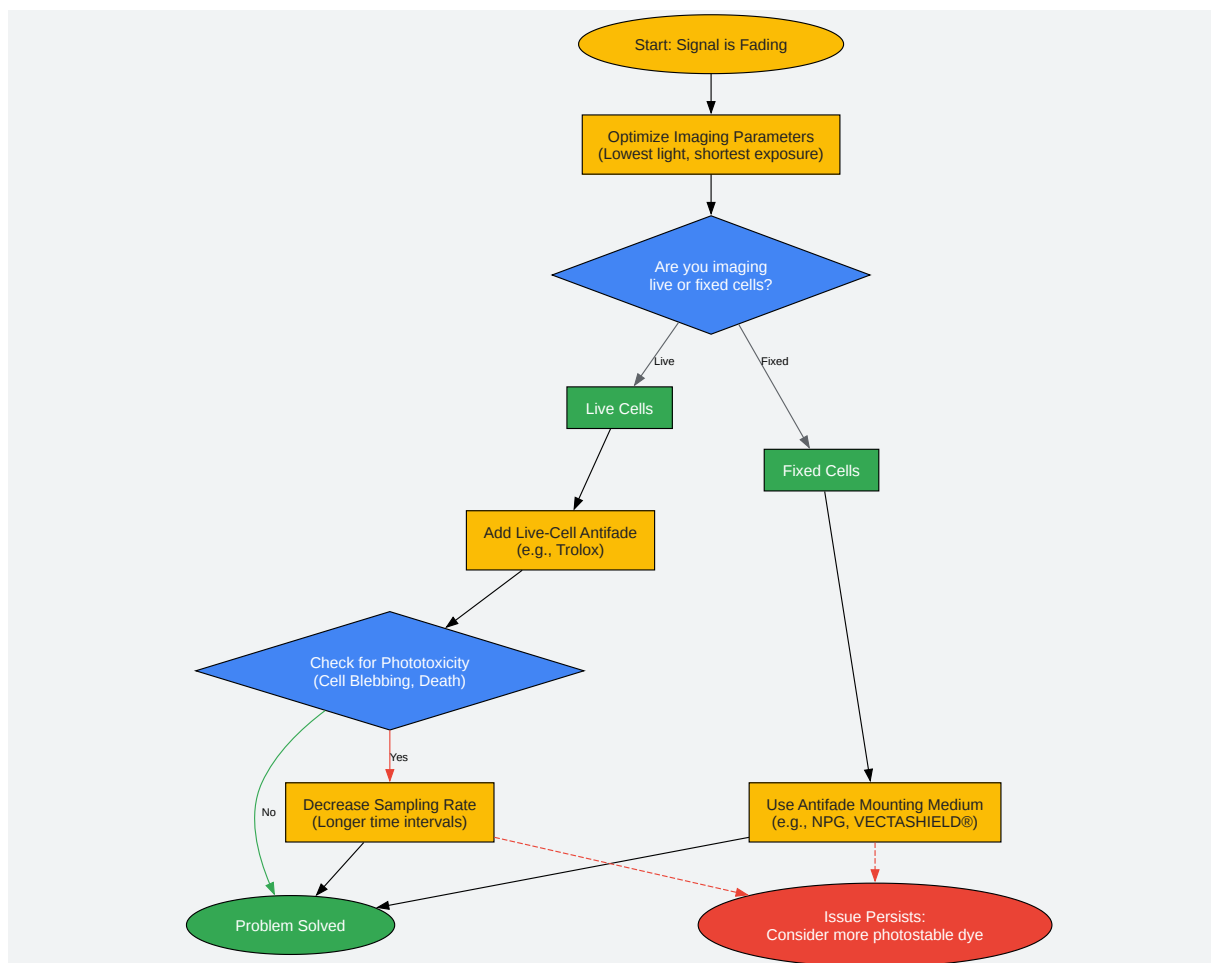 Start: Signal is Fading
Optimize Imaging Parameters
(Lowest light, shortest exposure)
Are you imaging
live or fixed cells?
Live
Fixed
Live Cells
Fixed Cells
Add Live-Cell Antifade
(e.g., Trolox)
Check for Phototoxicity
(Cell Blebbing, Death)
Yes
No
Decrease Sampling Rate
(Longer time intervals)
Use Antifade Mounting Medium
(e.g., NPG, VECTASHIELD®)
Problem Solved
Issue Persists:
Consider more photostable dye